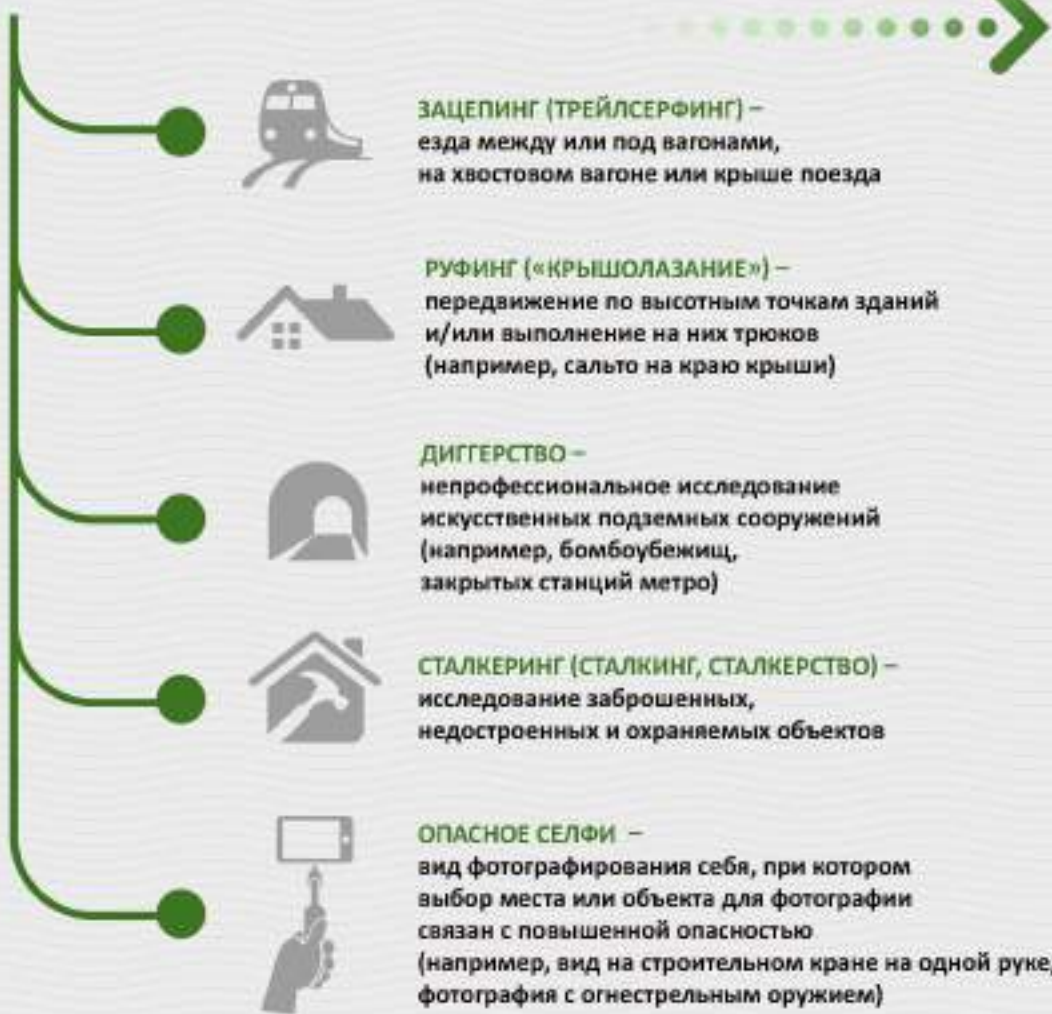 ЗАЦЕПИНГ (ТРЕЙЛСЕРФИНГ) –
езда между или под вагонами,
на хвостовом вагоне или крыше поезда
РУФИНГ («КРЫШОЛАЗАНИЕ») –
передвижение по высотным точкам зданий
и/или выполнение на них трюков
(например, сальто на краю крыши)
ДИГГЕРСТВО –
непрофессиональное исследование
искусственных подземных сооружений
(например, бомбоубежищ,
закрытых станций метро)
СТАЛКЕРИНГ (СТАЛКИНГ, СТАЛКЕРСТВО) –
исследование заброшенных,
недостроенных и охраняемых объектов
ОПАСНОЕ СЕЛФИ –
вид фотографирования себя, при котором
выбор места или объекта для фотографии
связан с повышенной опасностью
(например, вид на строительном кране на одной руке,
фотография с огнестрельным оружием)